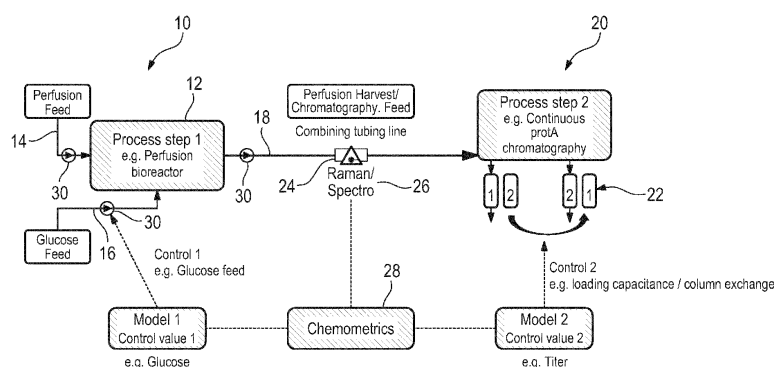 10
20
Perfusion Feed
12
14
Process step 1
e.g. Perfusion
bioreactor
18
Perfusion Harvest/
Chromatography. Feed
Combining tubing line
Process step 2
e.g. Continuous
protA
chromatography
30
30
24
Raman/
Spectro
26
1
2
2
1
22
16
30
Glucose
Feed
Control 1
e.g. Glucose feed
28
Control 2
e.g. loading capacitance / column exchange
Model 1
Control value 1
Chemometrics
Model 2
Control value 2
e.g. Glucose
e.g. Titer